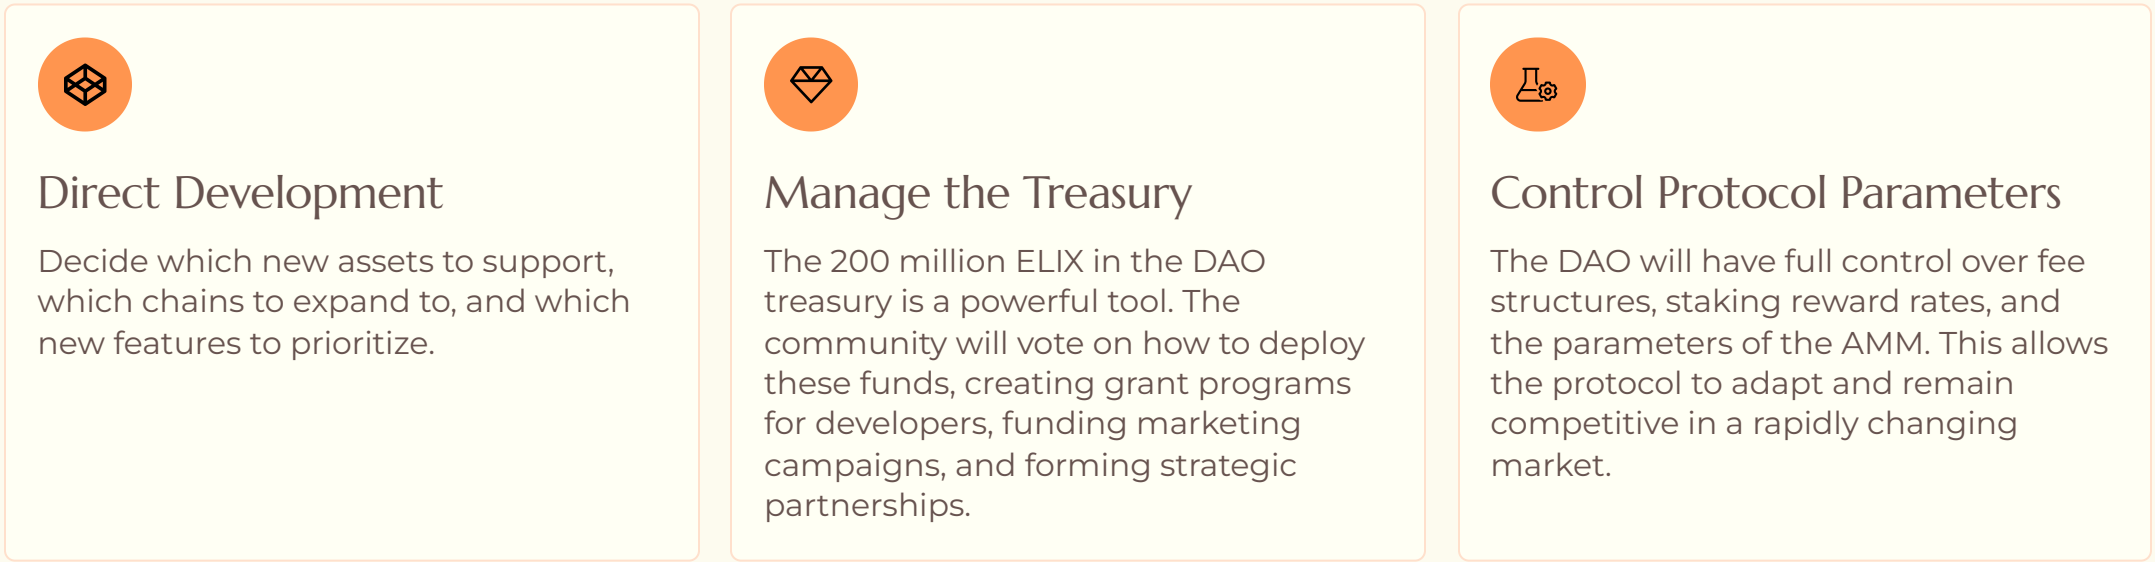 Direct Development
Decide which new assets to support,
which chains to expand to, and which
new features to prioritize.
Manage the Treasury
The 200 million ELIX in the DAO
treasury is a powerful tool. The
community will vote on how to deploy
these funds, creating grant programs
for developers, funding marketing
campaigns, and forming strategic
partnerships.
Control Protocol Parameters
The DAO will have full control over fee
structures, staking reward rates, and
the parameters of the AMM. This allows
the protocol to adapt and remain
competitive in a rapidly changing
market.